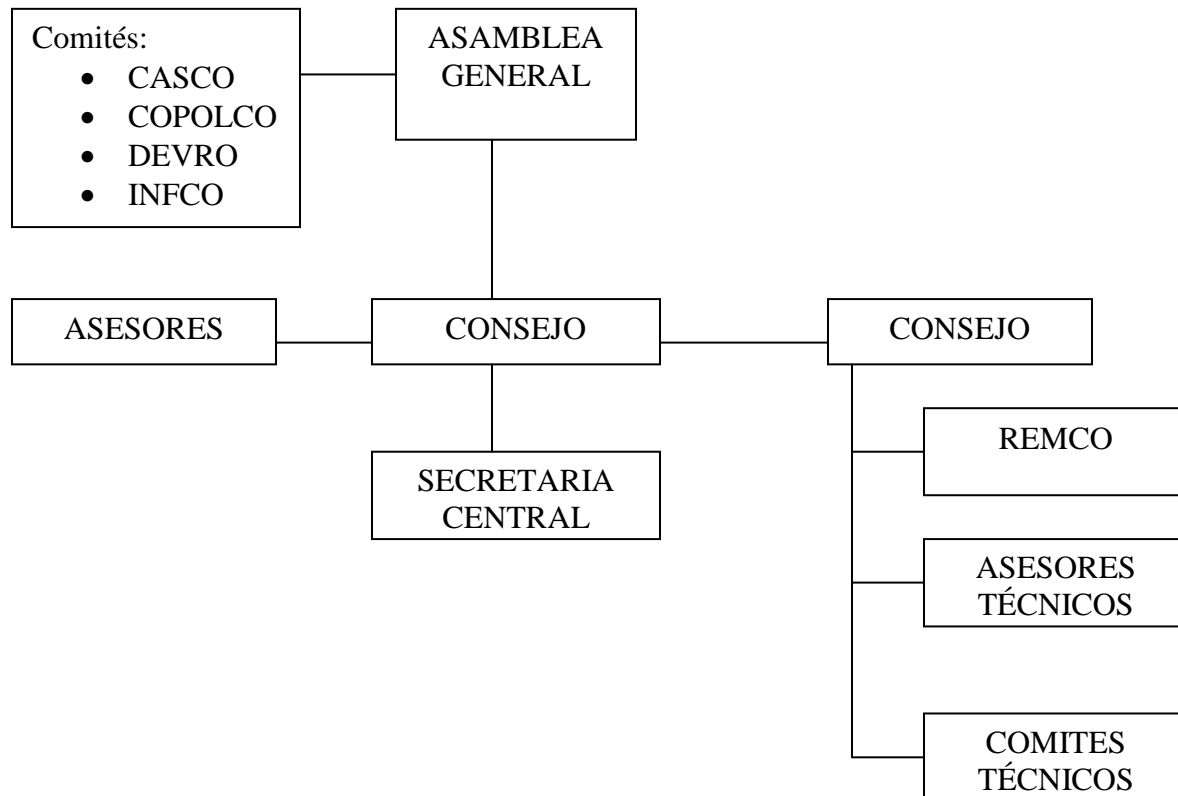 Comités:
• CASCO
• COPOLCO
• DEVRO
• INFCO
ASAMBLEA
GENERAL
ASESORES
CONSEJO
CONSEJO
SECRETARIA
CENTRAL
REMCO
ASESORES
TÉCNICOS
COMITES
TÉCNICOS